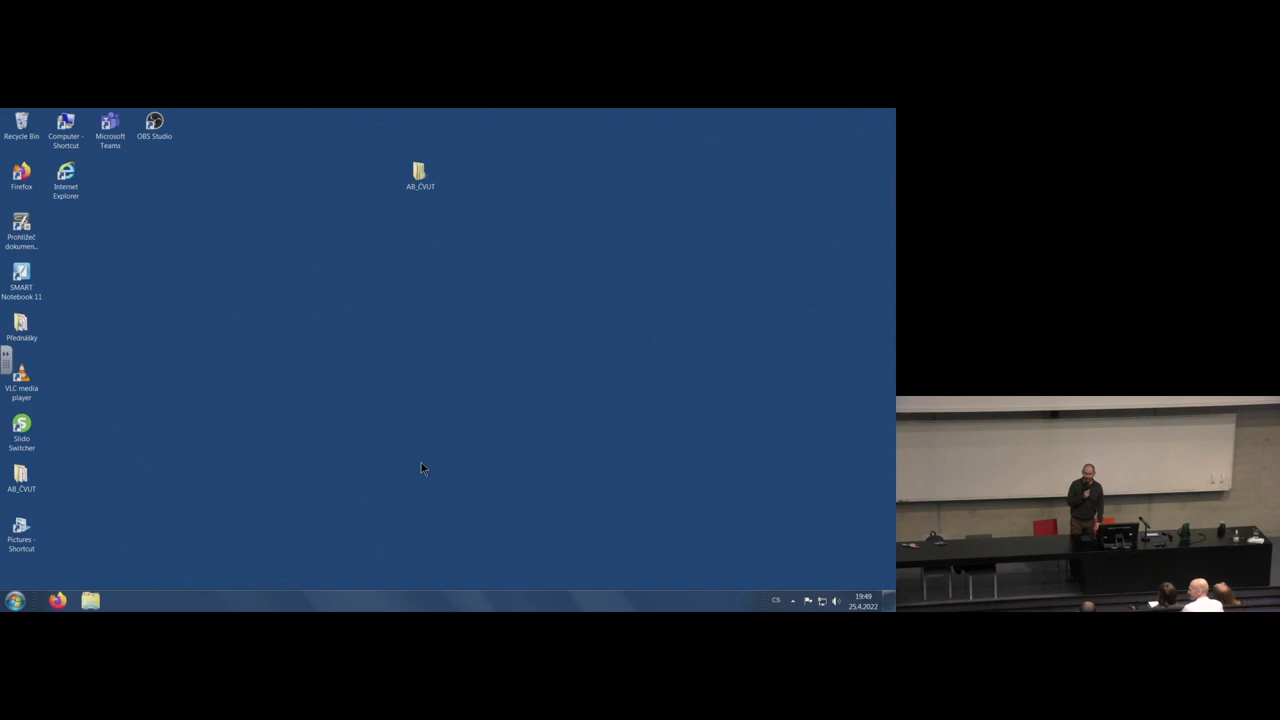 Recycle Bin
Computer -
Shortcut
Microsoft
Teams
OBS Studio
Firefox
Internet
Explorer
AB_ČVUT
Prohlížeč
dokumen...
SMART
Notebook 11
Přednášky
VLC media
player
Slido
Switcher
AB_ČVUT
Pictures -
Shortcut
CS
19:49
25.4.2022